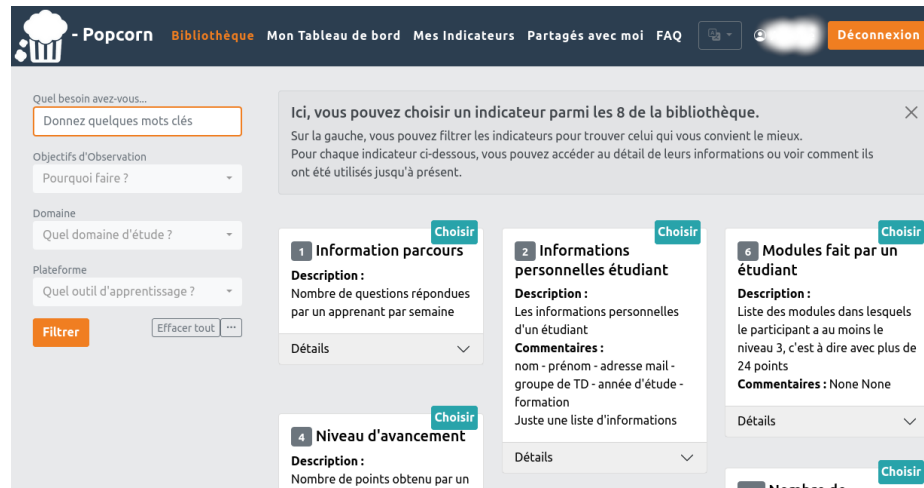 - Popcorn
Bibliothèque Mon Tableau de bord Mes Indicateurs Partagés avec moi FAQ
Déconnexion
Quel besoin avez-vous...
Donnez quelques mots clés
Objectifs d'Observation
Pourquoi faire ?
Domaine
Quel domaine d'étude ?
Plateforme
Quel outil d'apprentissage ?
Filtrer
Effacer tout
...
Ici, vous pouvez choisir un indicateur parmi les 8 de la bibliothèque.
Sur la gauche, vous pouvez filtrer les indicateurs pour trouver celui qui vous convient le mieux.
Pour chaque indicateur ci-dessous, vous pouvez accéder au détail de leurs informations ou voir comment ils
ont été utilisés jusqu'à présent.
Choisir
1 Information parcours
Description :
Nombre de questions répondues
par un apprenant par semaine
Détails
Choisir
4 Niveau d'avancement
Description :
Nombre de points obtenu par un
Choisir
2 Informations
personnelles étudiant
Description :
Les informations personnelles
d'un étudiant
Commentaires :
nom - prénom - adresse mail -
groupe de TD - année d'étude -
formation
Juste une liste d'informations
Détails
Choisir
6 Modules fait par un
étudiant
Description :
Liste des modules dans lesquels
le participant a au moins le
niveau 3, c'est à dire avec plus de
24 points
Commentaires : None None
Détails
Choisir
Nombre de